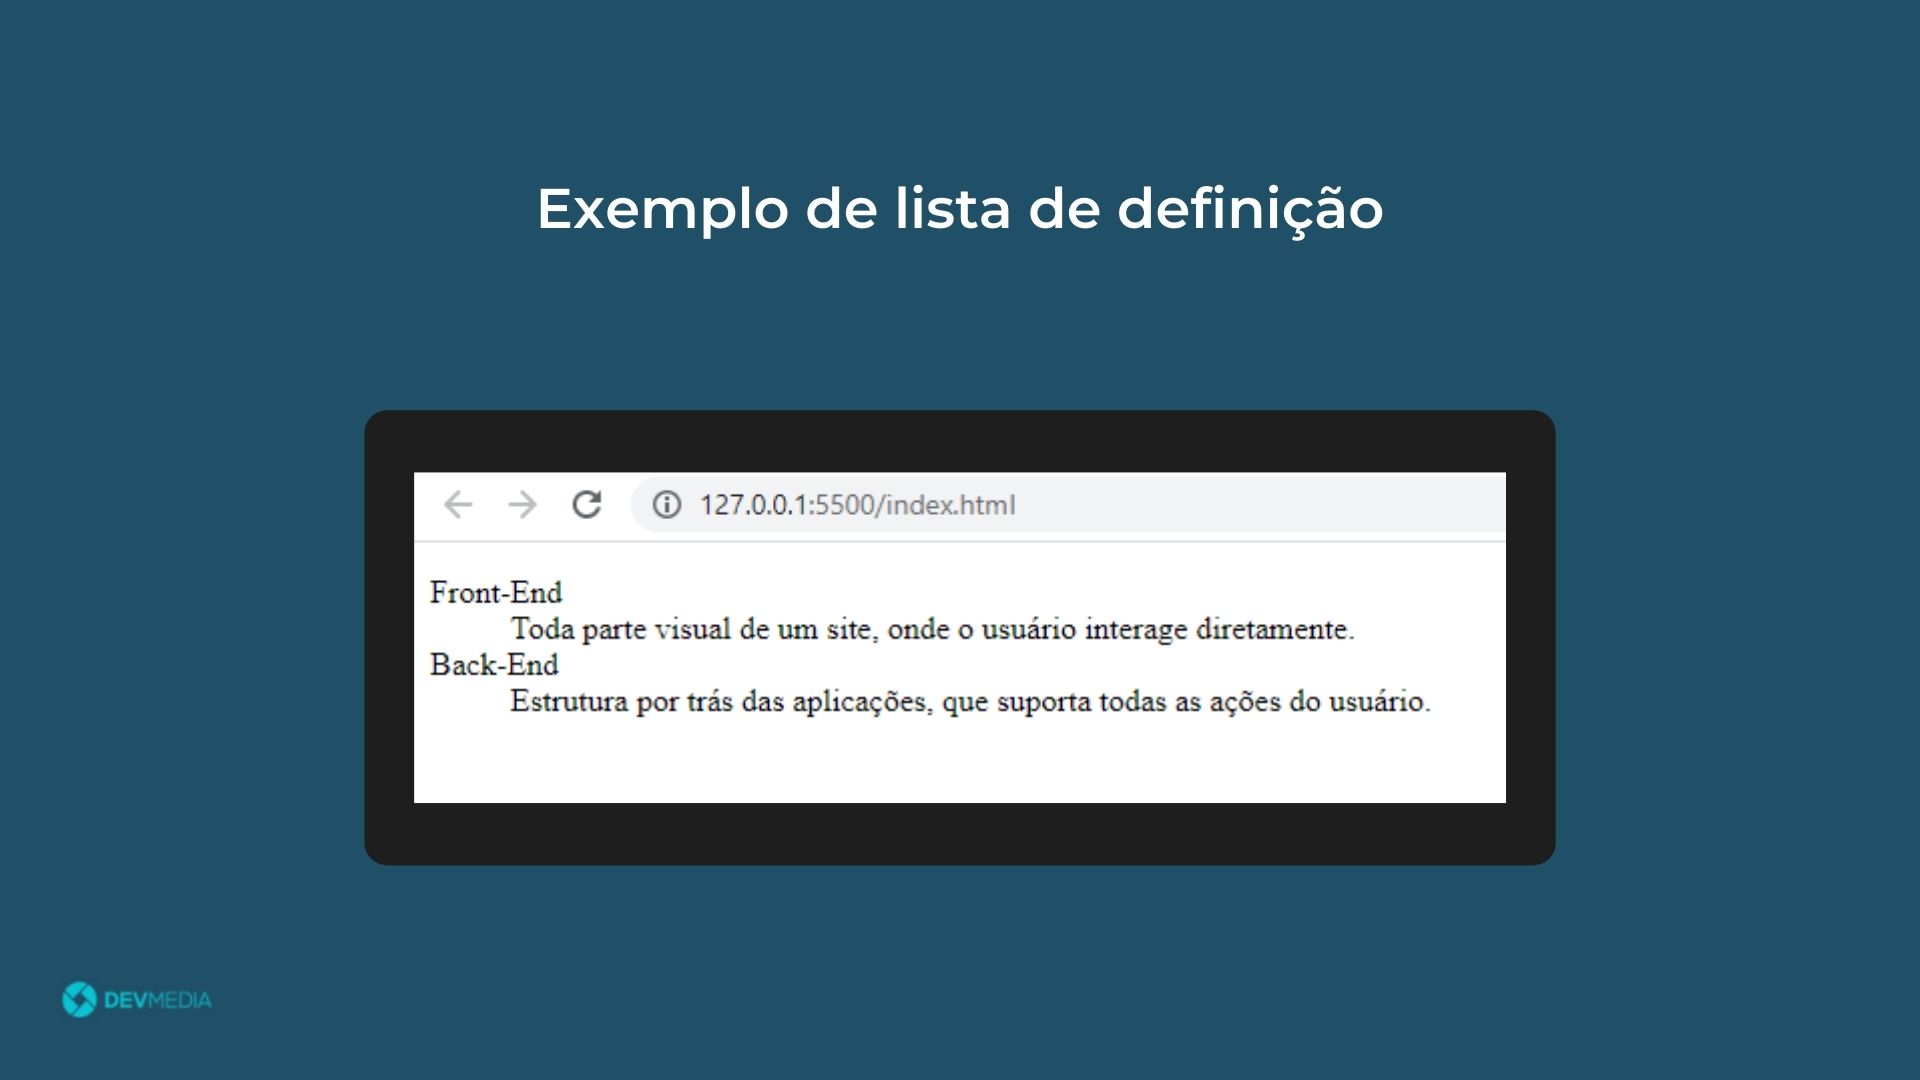 Exemplo de lista de definição
127.0.0.1:5500/index.html
Front-End
Toda parte visual de um site, onde o usuário interage diretamente.
Back-End
Estrutura por trás das aplicações, que suporta todas as ações do usuário.
DEVMEDIA